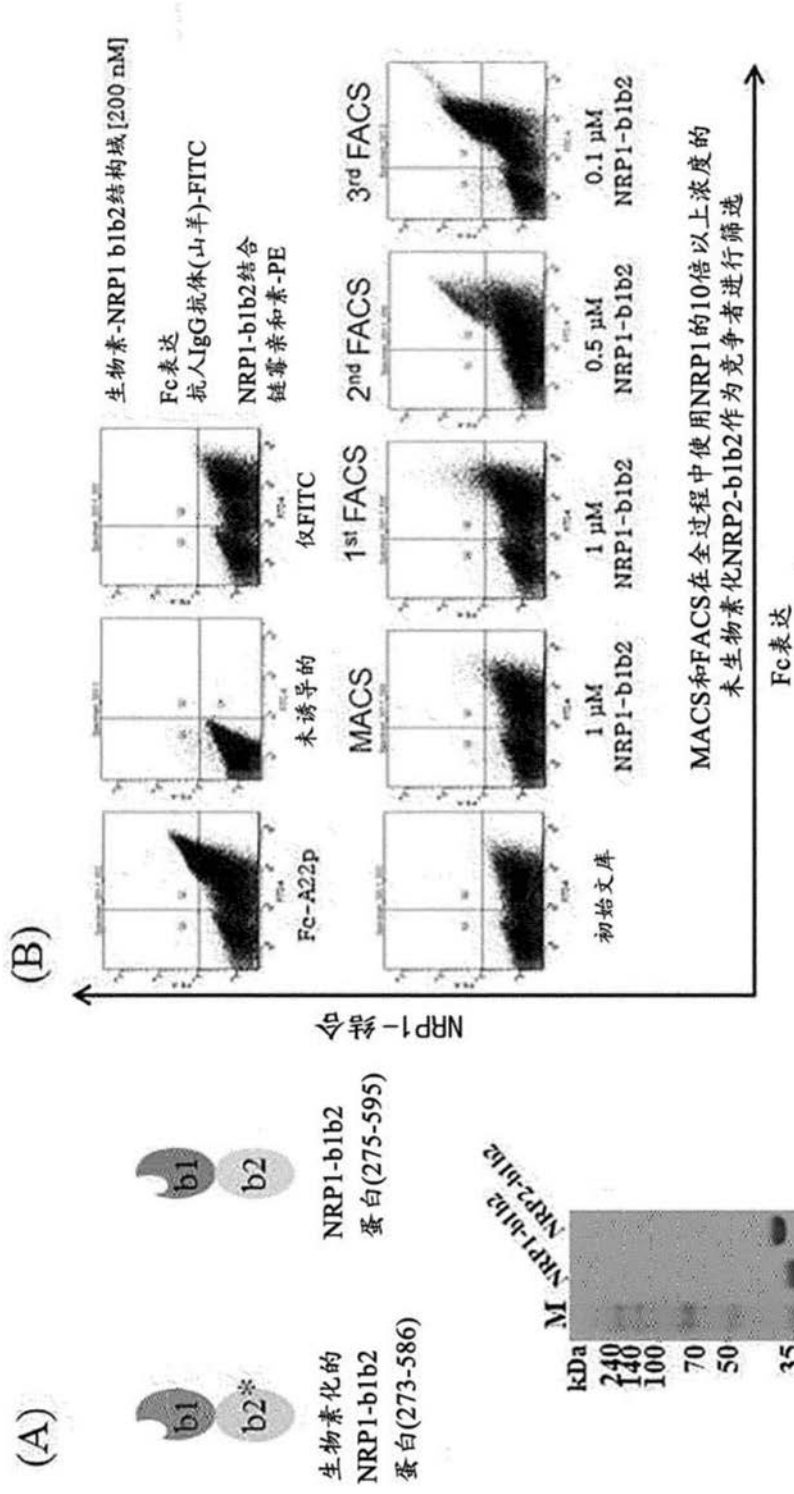 (A)
b1
b2*
生物素化的
NRP1-b1b2
蛋白(273-586)
b1
b2
NRP1-b1b2
蛋白(275-595)
kDa
M
NRP1-b1b2
NRP2-b1b2
240
140
100
70
50
35
(B)
NRP1-结合
Fc-A22p
未诱导的
仅FITC
生物素-NRP1 b1b2结构域[200 nM]
Fc表达
抗人IgG抗体(山羊)-FITC
NRP1-b1b2结合
链霉亲和素-PE
初始文库
MACS
1 μM
NRP1-b1b2
1st FACS
1 μM
NRP1-b1b2
2nd FACS
0.5 μM
NRP1-b1b2
3rd FACS
0.1 μM
NRP1-b1b2
MACS和FACS在全过程中使用NRP1的10倍以上浓度的
未生物素化NRP2-b1b2作为竞争者进行筛选
Fc表达